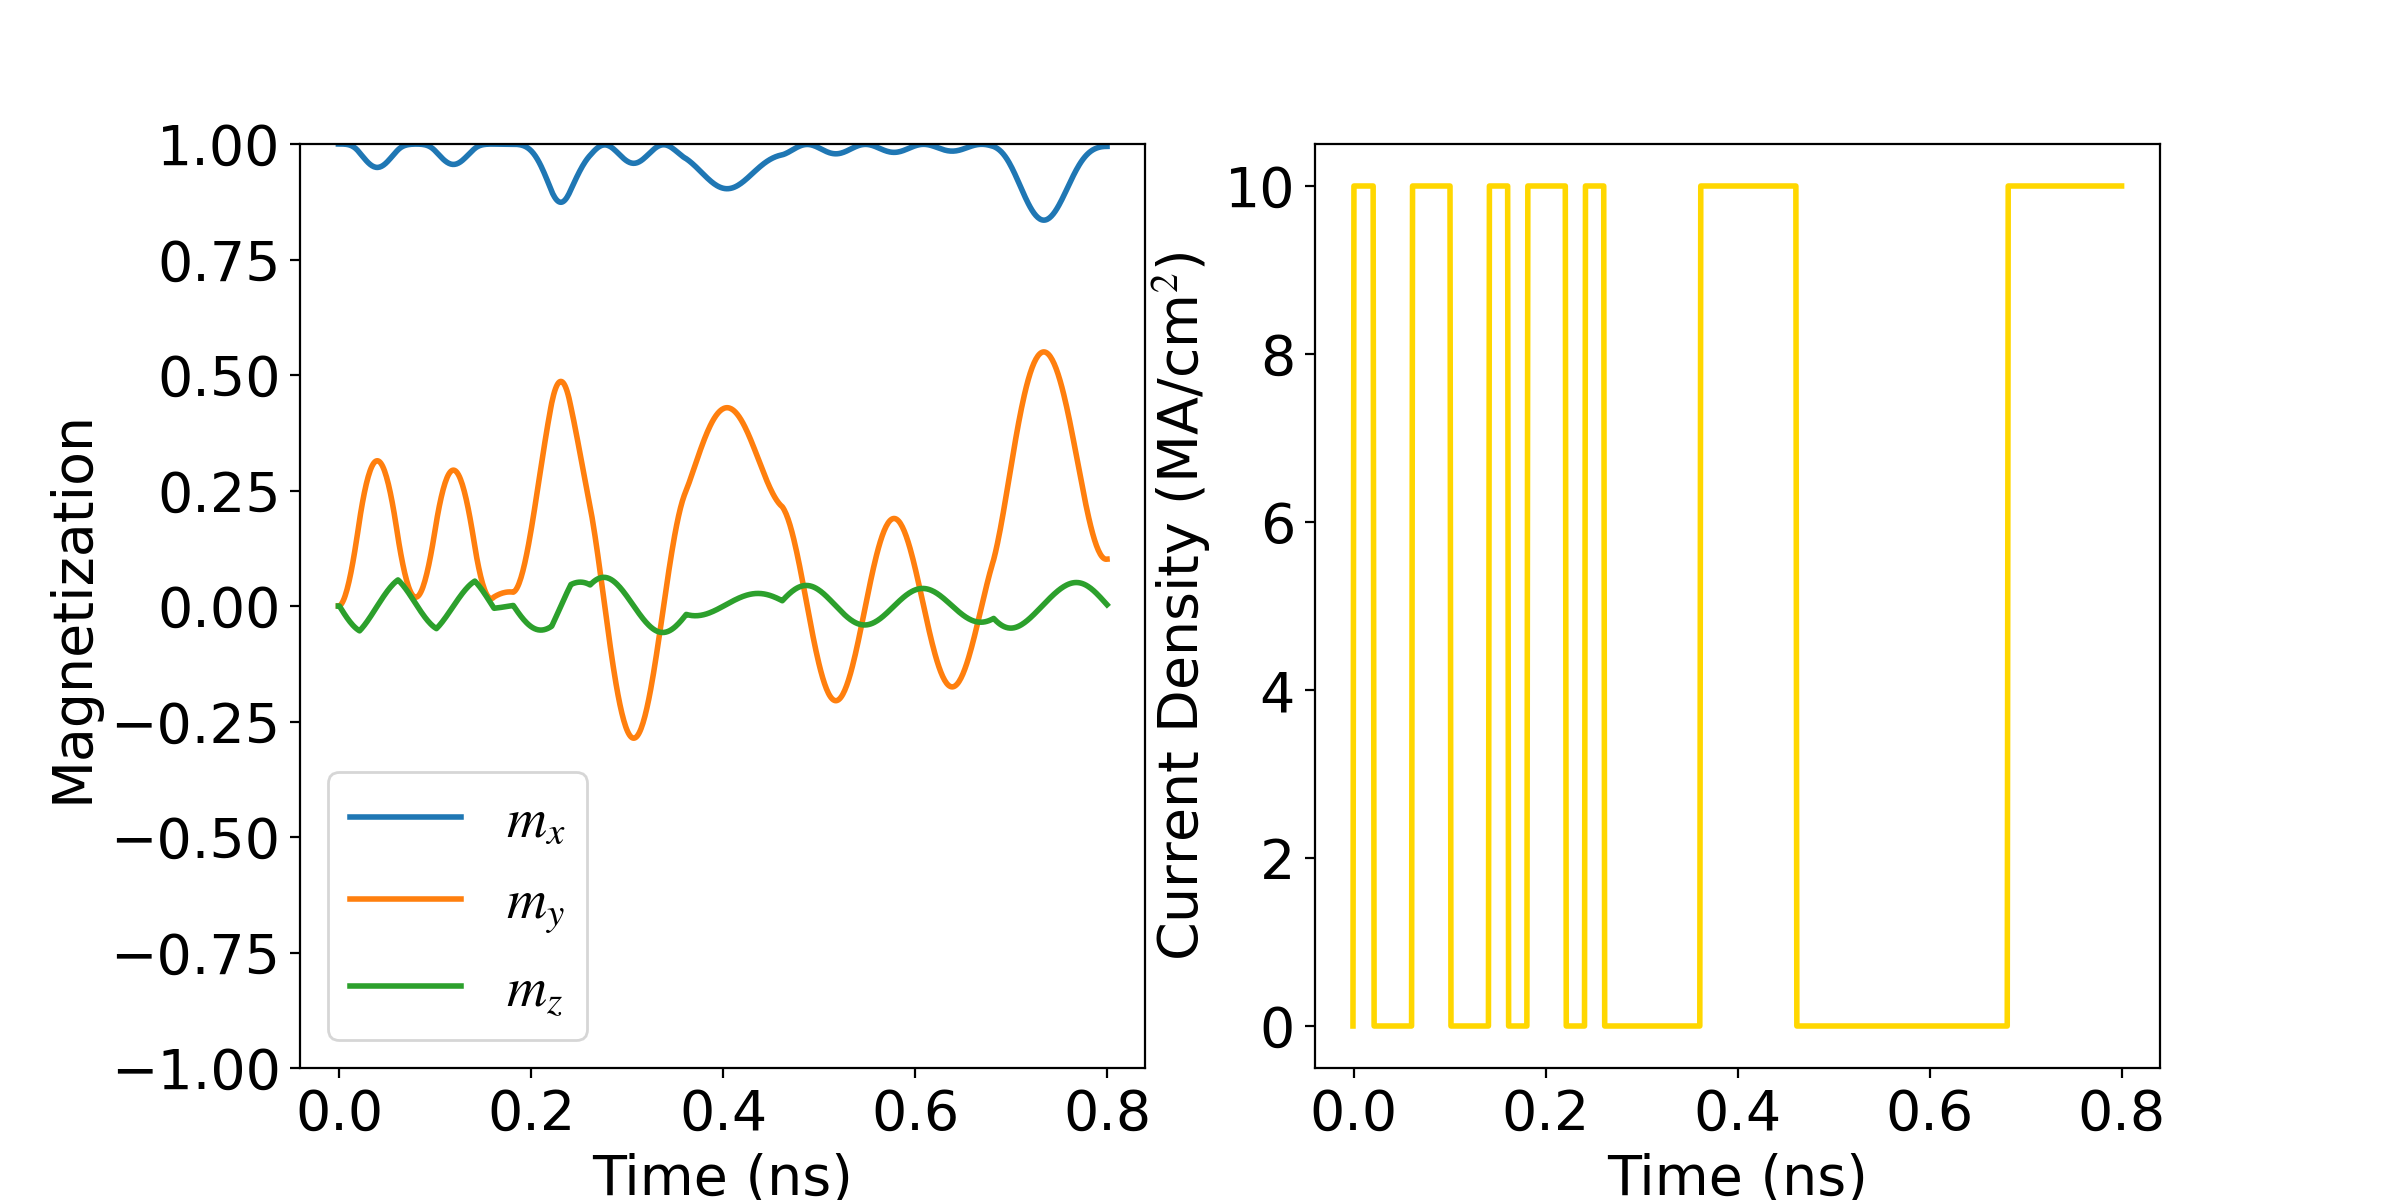 Magnetization
1.00
0.75
0.50
0.25
0.00
−0.25
−0.50
−0.75
−1.00
m_x
m_y
m_z
0.0 0.2 0.4 0.6 0.8
Time (ns)
Current Density (MA/cm²)
10
8
6
4
2
0
0.0 0.2 0.4 0.6 0.8
Time (ns)